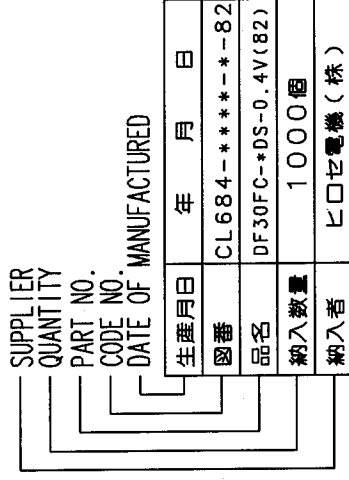 SUPPLIER
QUANTITY
PART NO.
CODE NO.
DATE OF MANUFACTURED
生産月日 年 月 日
図番 CL684-****-*-82
品名 DF30FC-*DS-0.4V(82)
納入数量 1000個
納入者 ヒロセ電機(株)